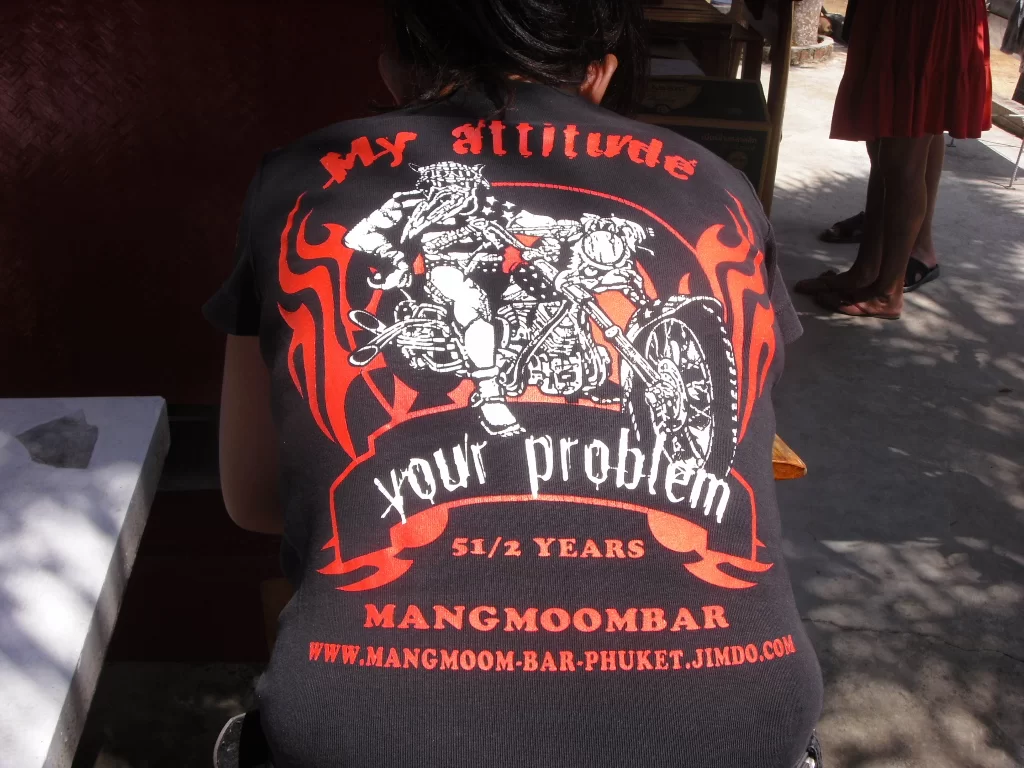 My attitude
your problem
51/2 YEARS
MANGMOOMBAR
WWW.MANGMOOM-BAR-PHUKET.JIMDO.COM